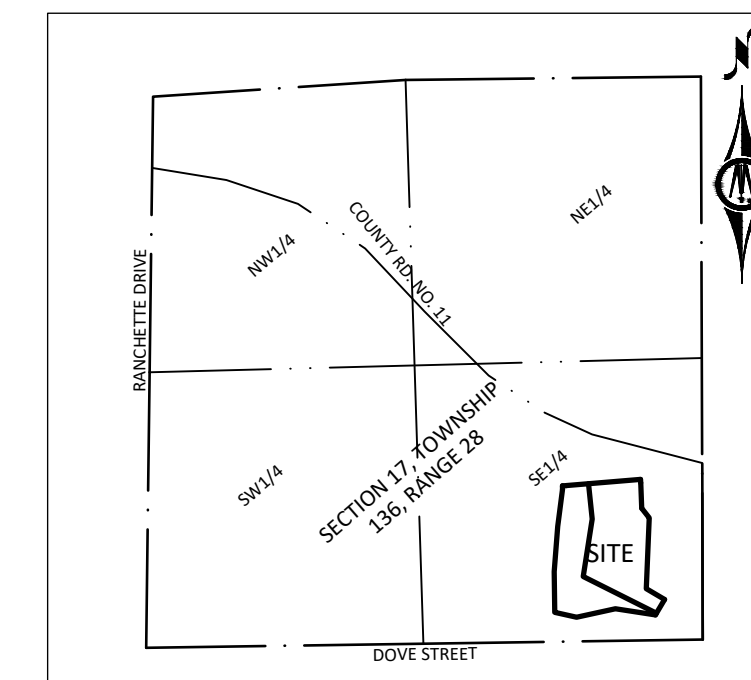 N
NW1/4
NE1/4
COUNTY RD. NO. 11
RANCHETTE DRIVE
SECTION 17, TOWNSHIP
136, RANGE 28
SW1/4
SE1/4
SITE
DOVE STREET